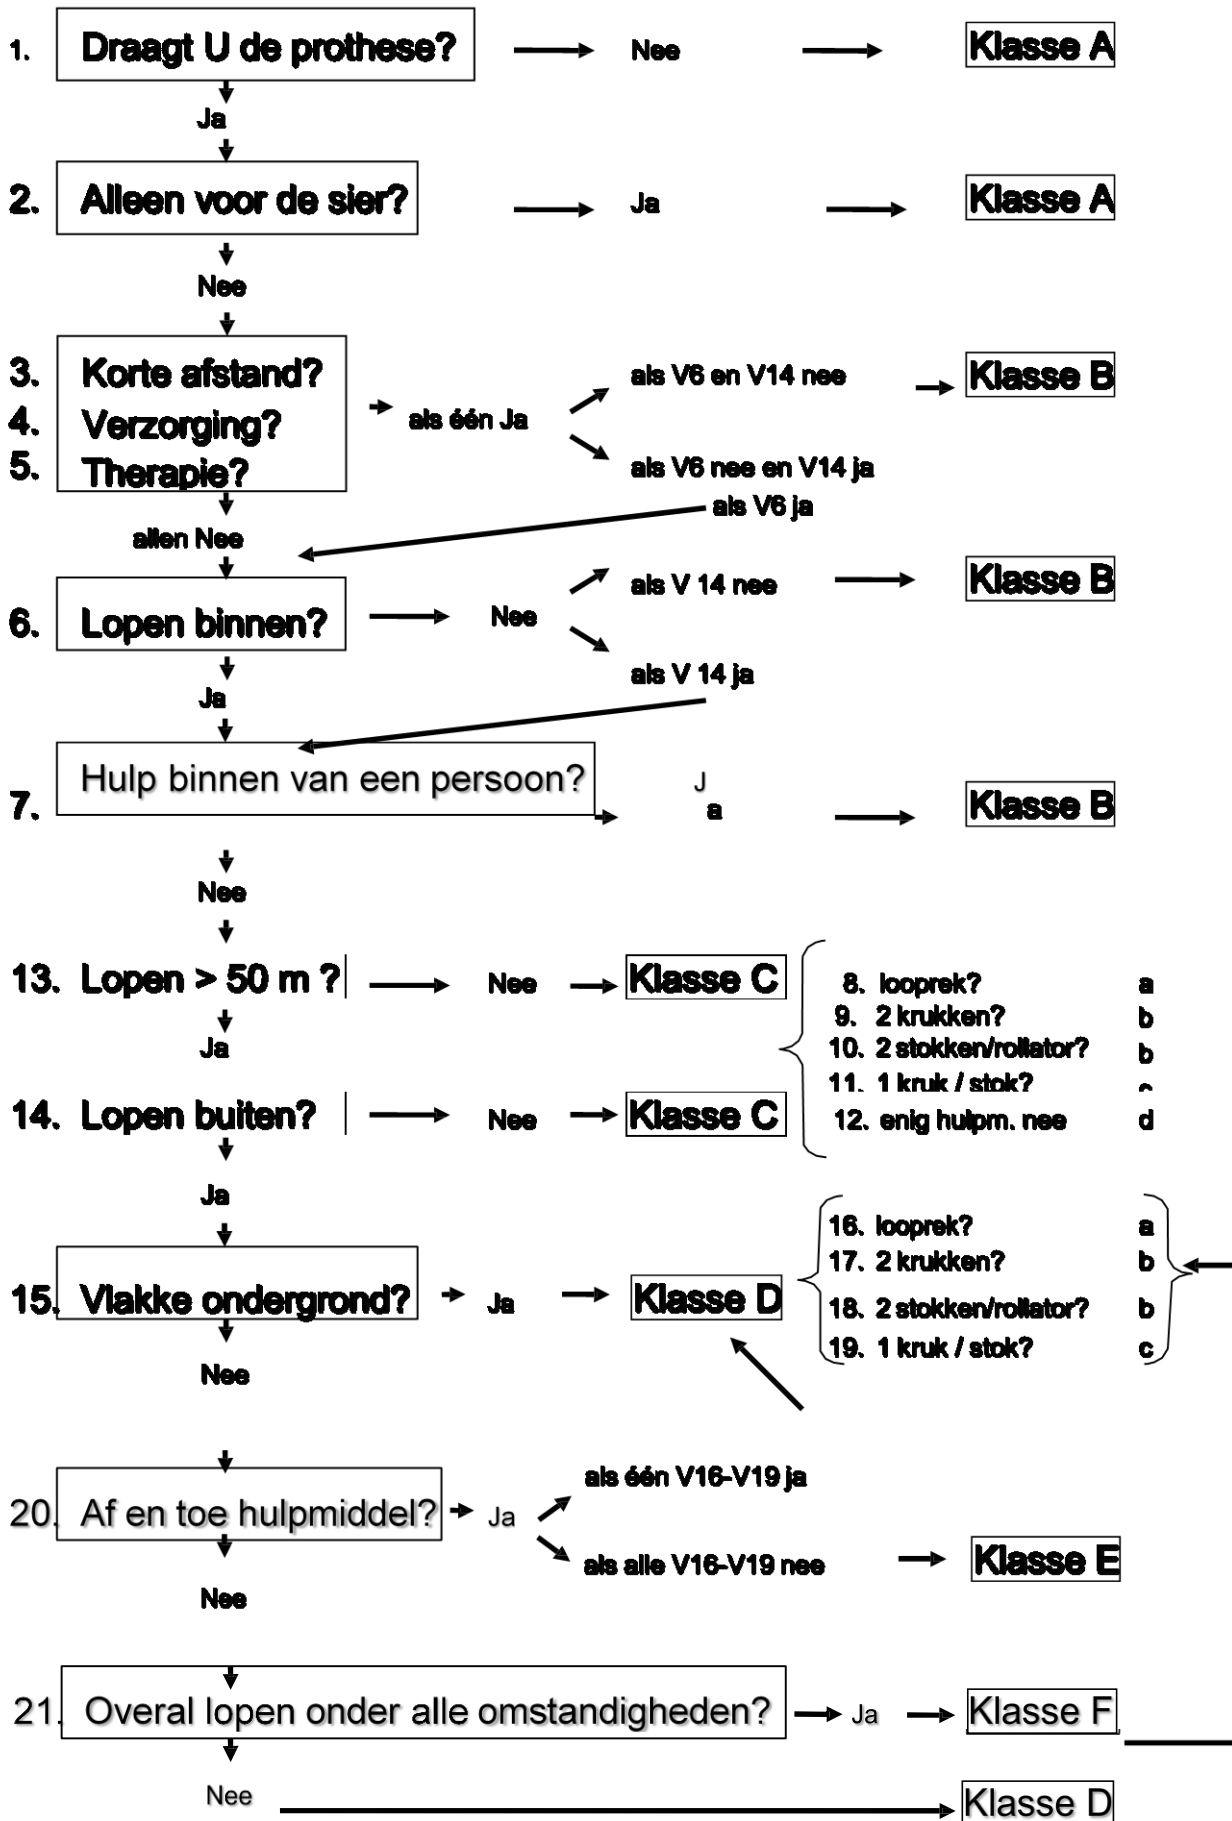 1. Draagt U de prothese? Nee Klasse A
Ja
2. Alleen voor de sier? Ja Klasse A
Nee
3. Korte afstand? als V6 en V14 nee Klasse B
4. Verzorging? als één Ja
5. Therapie? als V6 nee en V14 ja
als V6 ja
allen Nee
als V 14 nee Klasse B
6. Lopen binnen? Nee
als V 14 ja
Ja
7. Hulp binnen van een persoon? Ja Klasse B
Nee
13. Lopen > 50 m ? Nee Klasse C
8. looprek? a
9. 2 krukken? b
Ja
10. 2 stokken/rollator? b
11. 1 kruk / stok? c
14. Lopen buiten? Nee Klasse C
12. enig hulpm. nee d
Ja
16. looprek? a
17. 2 krukken? b
15. Vlakke ondergrond? Ja Klasse D
18. 2 stokken/rollator? b
19. 1 kruk / stok? c
Nee
als één V16-V19 ja
20. Af en toe hulpmiddel? Ja
als alle V16-V19 nee Klasse E
Nee
21. Overal lopen onder alle omstandigheden? Ja Klasse F
Nee Klasse D